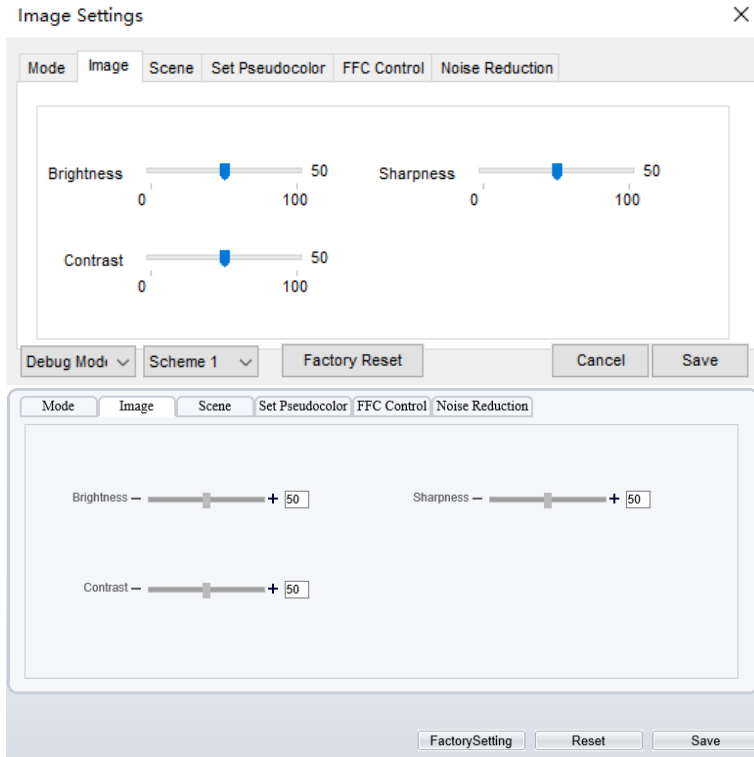 Image Settings
Mode Image Scene Set Pseudocolor FFC Control Noise Reduction
Brightness 50 Sharpness 50
0 100 0 100
Contrast 50
0 100
Debug Mod Scheme 1 Factory Reset Cancel Save
Mode Image Scene Set Pseudocolor FFC Control Noise Reduction
Brightness 50 Sharpness 50
Contrast 50
FactorySetting Reset Save